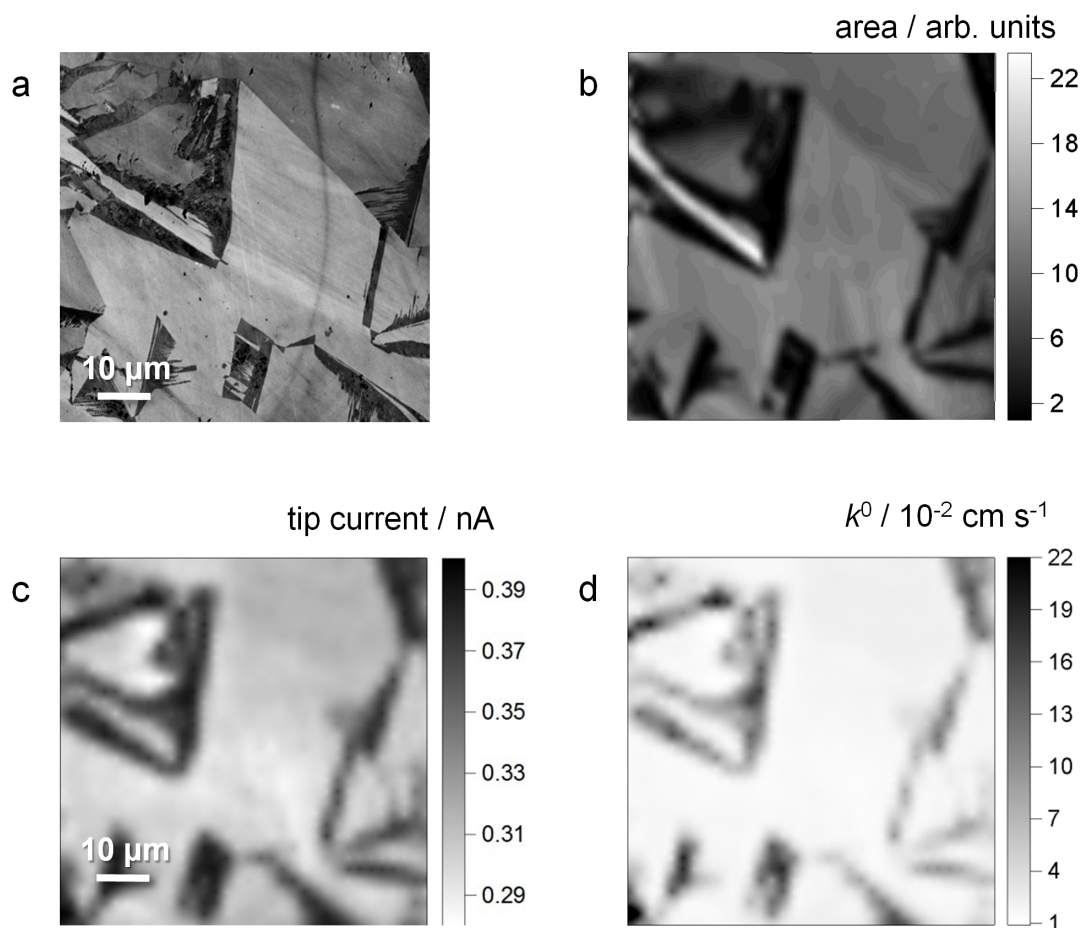 area / arb. units
a
b
22
18
14
10
6
2
10 µm
tip current / nA
k⁰ / 10⁻² cm s⁻¹
c
d
0.39
0.37
0.35
0.33
0.31
0.29
22
19
16
13
10
7
4
1
10 µm